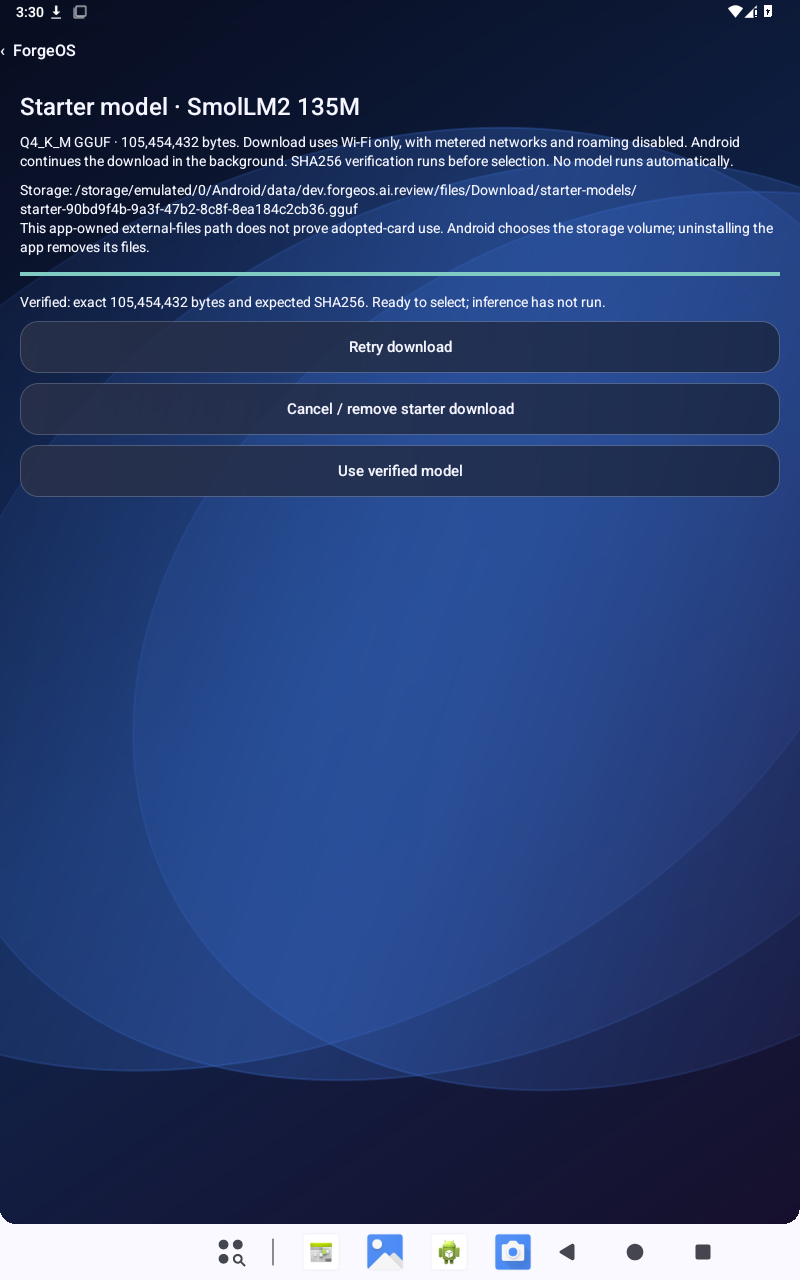 3:30
‹ ForgeOS
Starter model · SmolLM2 135M
Q4_K_M GGUF · 105,454,432 bytes. Download uses Wi-Fi only, with metered networks and roaming disabled. Android
continues the download in the background. SHA256 verification runs before selection. No model runs automatically.
Storage: /storage/emulated/0/Android/data/dev.forgeos.ai.review/files/Download/starter-models/
starter-90bd9f4b-9a3f-47b2-8c8f-8ea184c2cb36.gguf
This app-owned external-files path does not prove adopted-card use. Android chooses the storage volume; uninstalling the
app removes its files.
Verified: exact 105,454,432 bytes and expected SHA256. Ready to select; inference has not run.
Retry download
Cancel / remove starter download
Use verified model